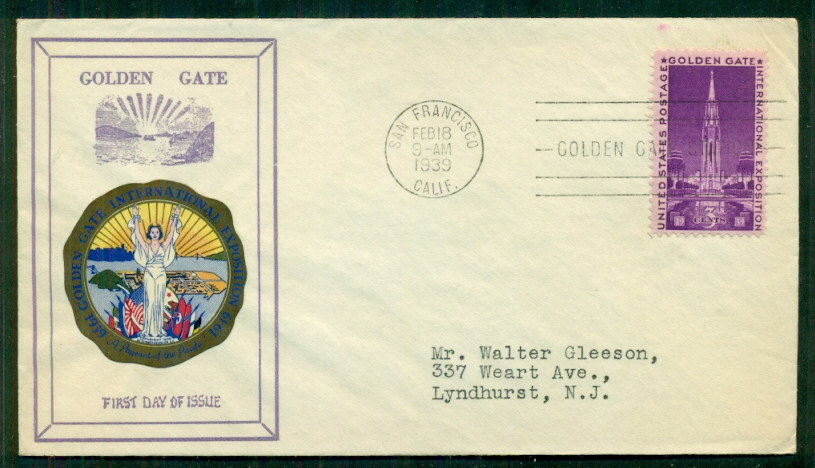 GOLDEN GATE
GOLDEN GATE INTERNATIONAL EXPOSITION
1939 1939
"A Pageant of the Pacific"
FIRST DAY OF ISSUE
SAN FRANCISCO
FEB 18
9-AM
1939
CALIF.
GOLDEN GA
UNITED STATES POSTAGE
★GOLDEN GATE★
INTERNATIONAL EXPOSITION
3
CENTS
Mr. Walter Gleeson,
337 Weart Ave.,
Lyndhurst, N.J.